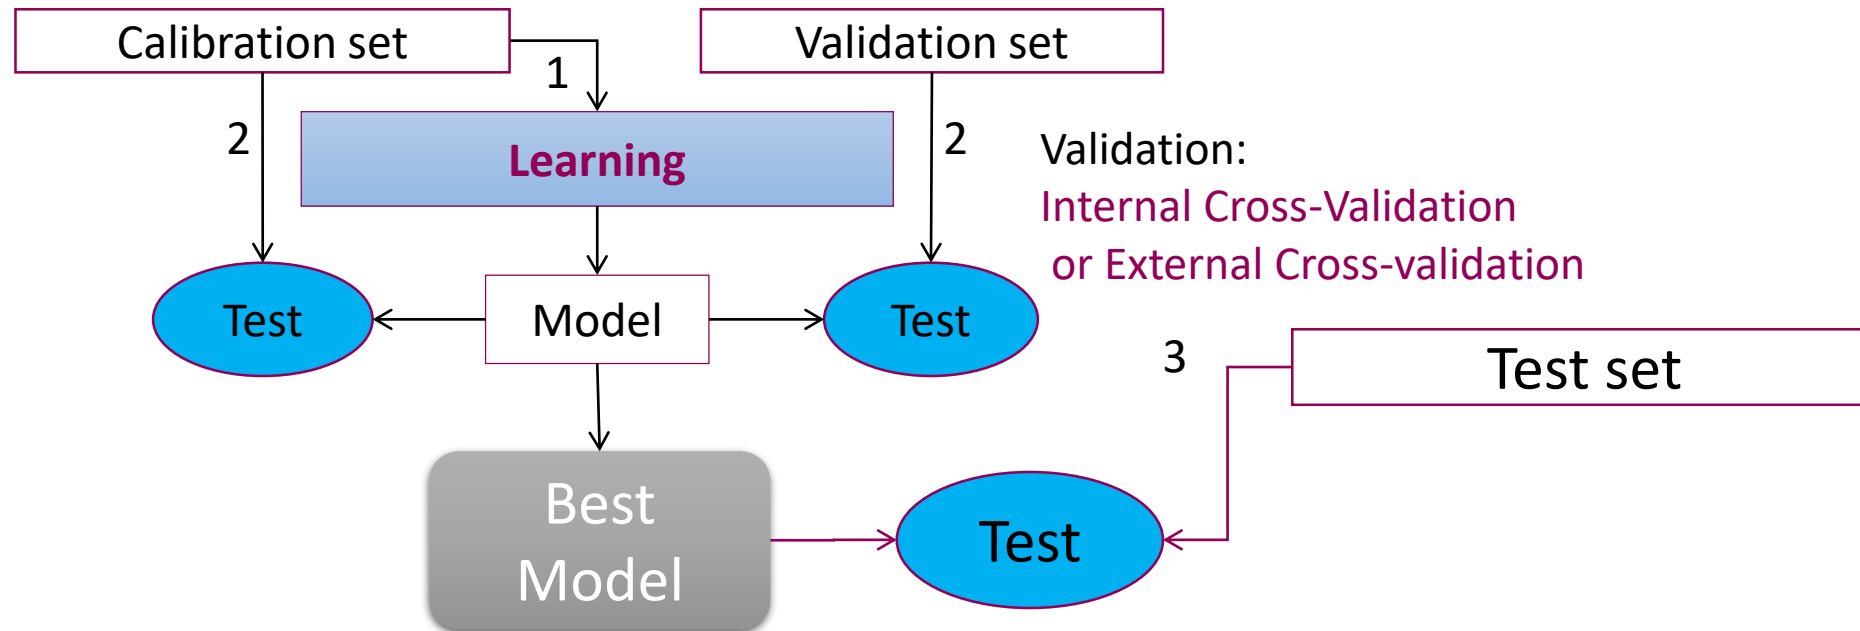 Calibration set
Validation set
1
2
2
Learning
Validation:
Internal Cross-Validation
or External Cross-validation
Test
Model
Test
3
Test set
Best
Model
Test